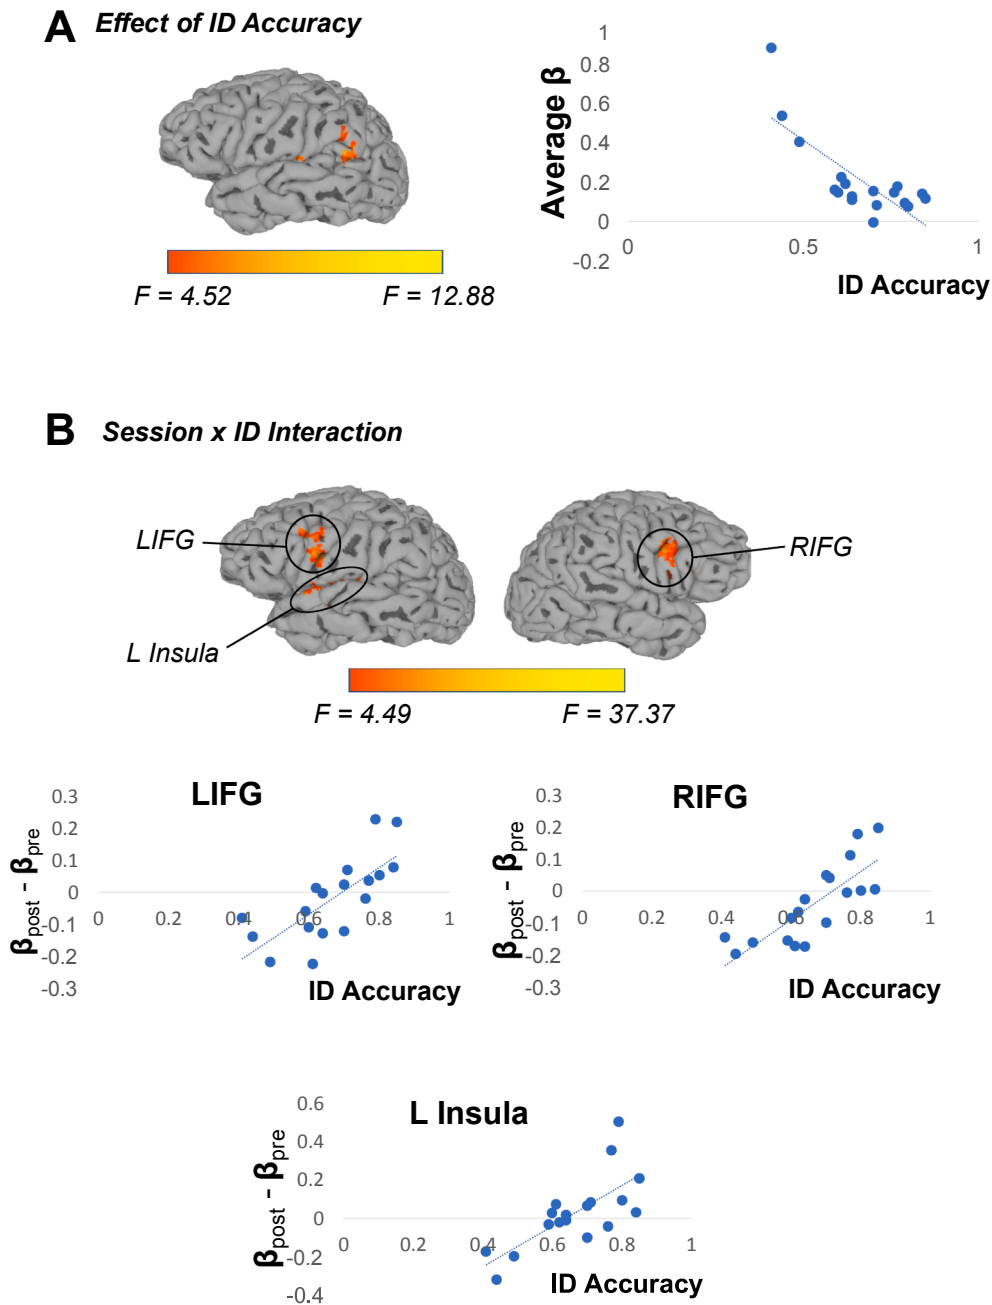 A Effect of ID Accuracy
F = 4.52
F = 12.88
Average β
1
0.8
0.6
0.4
0.2
0
-0.2
0
0.5
1
ID Accuracy
B Session x ID Interaction
LIFG
L Insula
RIFG
F = 4.49
F = 37.37
LIFG
βpost - βpre
0.3
0.2
0.1
0
-0.1
-0.2
-0.3
0
0.2
0.4
0.6
0.8
1
ID Accuracy
RIFG
βpost - βpre
0.3
0.2
0.1
0
-0.1
-0.2
-0.3
0
0.2
0.4
0.6
0.8
1
ID Accuracy
L Insula
βpost - βpre
0.6
0.4
0.2
0
-0.2
-0.4
0
0.2
0.4
0.6
0.8
1
ID Accuracy